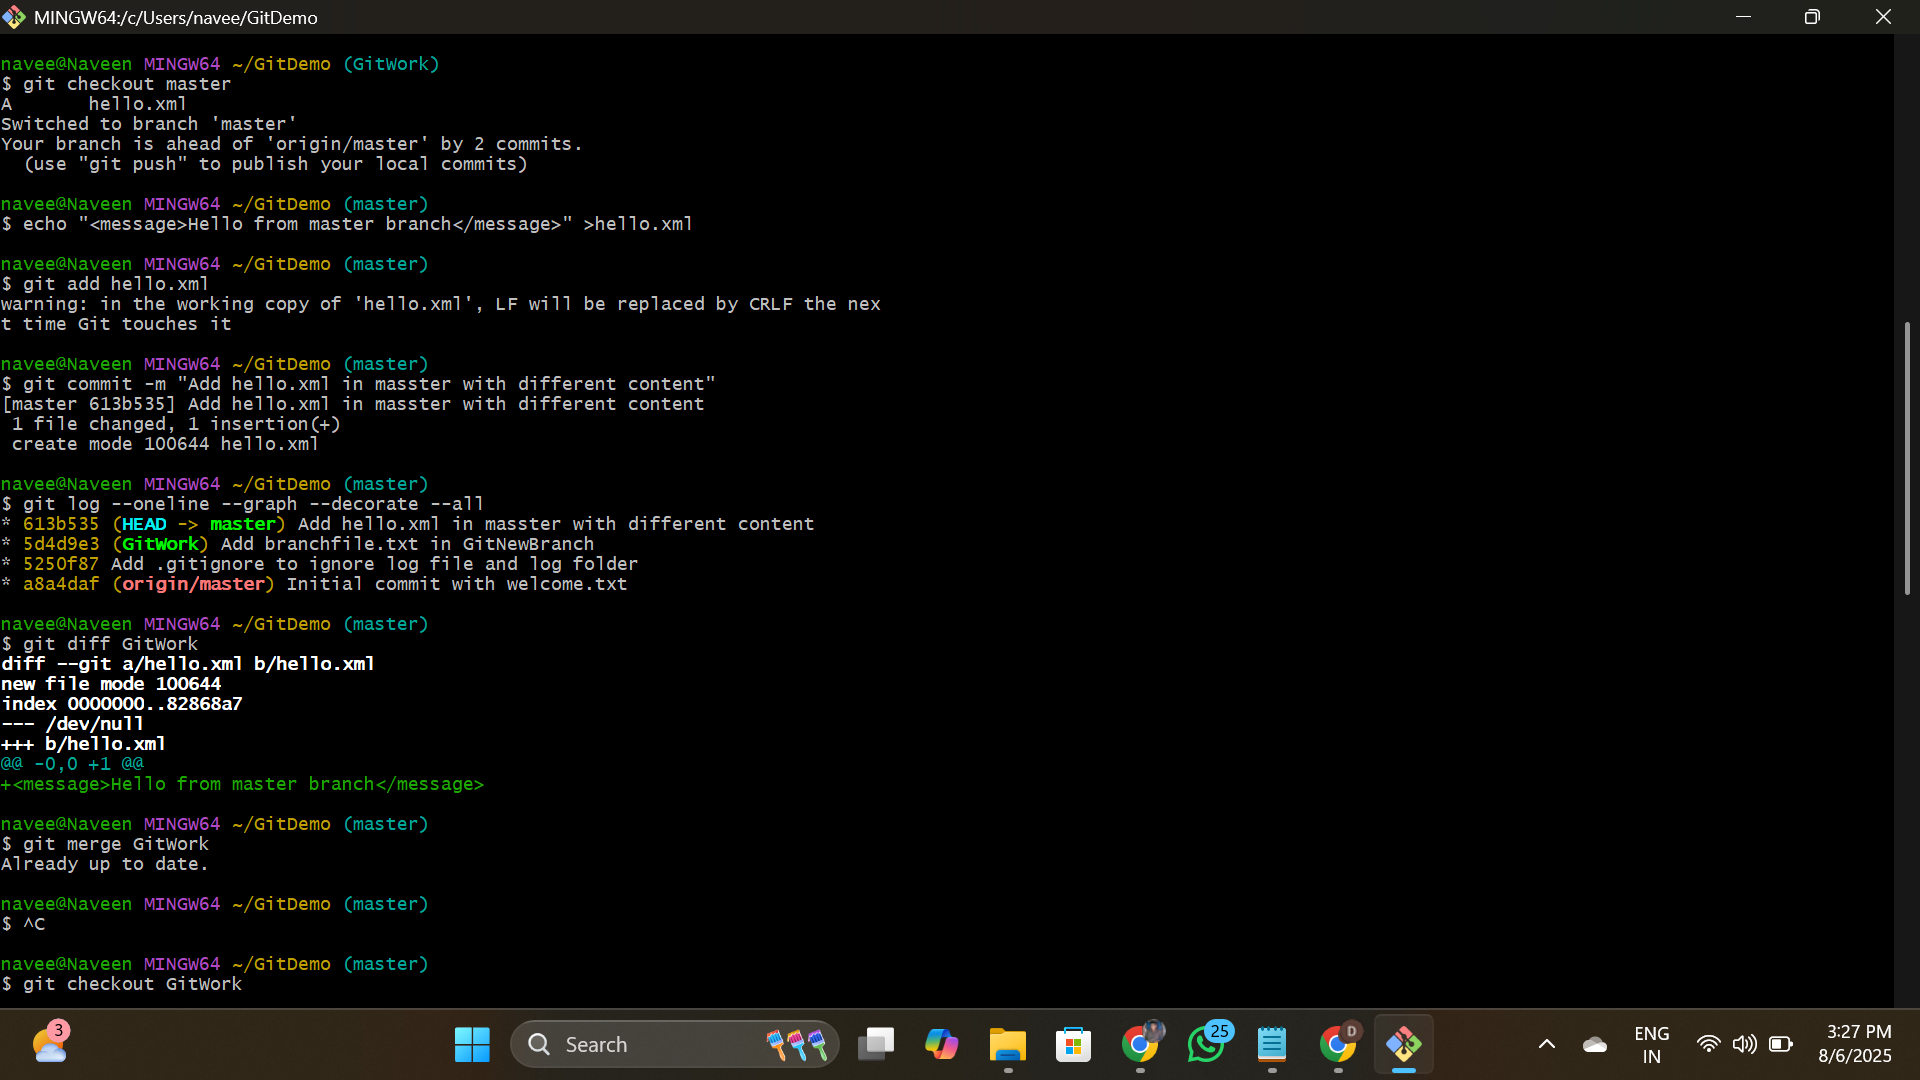 MINGW64:/c/Users/navee/GitDemo
navee@Naveen MINGW64 ~/GitDemo (GitWork)
$ git checkout master
A       hello.xml
Switched to branch 'master'
Your branch is ahead of 'origin/master' by 2 commits.
  (use "git push" to publish your local commits)
navee@Naveen MINGW64 ~/GitDemo (master)
$ echo "<message>Hello from master branch</message>" >hello.xml
navee@Naveen MINGW64 ~/GitDemo (master)
$ git add hello.xml
warning: in the working copy of 'hello.xml', LF will be replaced by CRLF the nex
t time Git touches it
navee@Naveen MINGW64 ~/GitDemo (master)
$ git commit -m "Add hello.xml in masster with different content"
[master 613b535] Add hello.xml in masster with different content
 1 file changed, 1 insertion(+)
 create mode 100644 hello.xml
navee@Naveen MINGW64 ~/GitDemo (master)
$ git log --oneline --graph --decorate --all
* 613b535 (HEAD -> master) Add hello.xml in masster with different content
* 5d4d9e3 (GitWork) Add branchfile.txt in GitNewBranch
* 5250f87 Add .gitignore to ignore log file and log folder
* a8a4daf (origin/master) Initial commit with welcome.txt
navee@Naveen MINGW64 ~/GitDemo (master)
$ git diff GitWork
diff --git a/hello.xml b/hello.xml
new file mode 100644
index 0000000..82868a7
--- /dev/null
+++ b/hello.xml
@@ -0,0 +1 @@
+<message>Hello from master branch</message>
navee@Naveen MINGW64 ~/GitDemo (master)
$ git merge GitWork
Already up to date.
navee@Naveen MINGW64 ~/GitDemo (master)
$ ^C
navee@Naveen MINGW64 ~/GitDemo (master)
$ git checkout GitWork
3
Search
25
D
ENG
IN
3:27 PM
8/6/2025